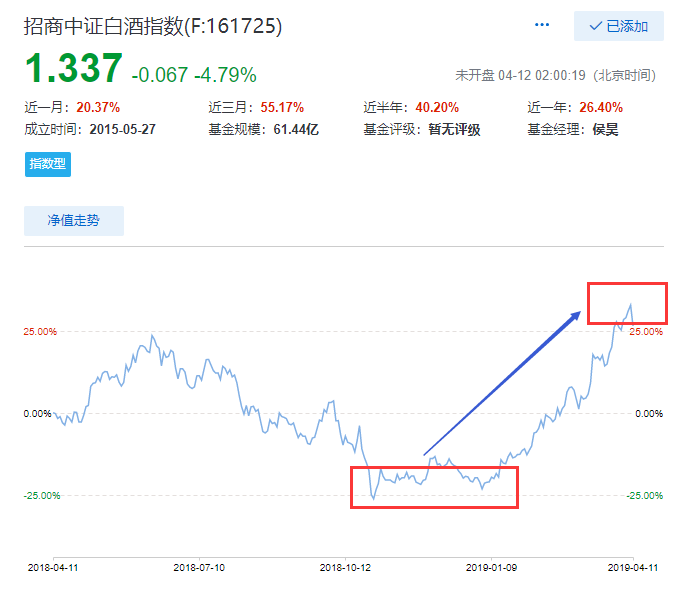 招商中证白酒指数(F:161725)
··· ✓已添加
1.337 -0.067 -4.79%
未开盘 04-12 02:00:19（北京时间）
近一月：20.37% 近三月：55.17% 近半年：40.20% 近一年：26.40%
成立时间：2015-05-27 基金规模：61.44亿 基金评级：暂无评级 基金经理：侯昊
指数型
净值走势
25.00% 25.00%
0.00% 0.00%
-25.00% -25.00%
2018-04-11 2018-07-10 2018-10-12 2019-01-09 2019-04-11